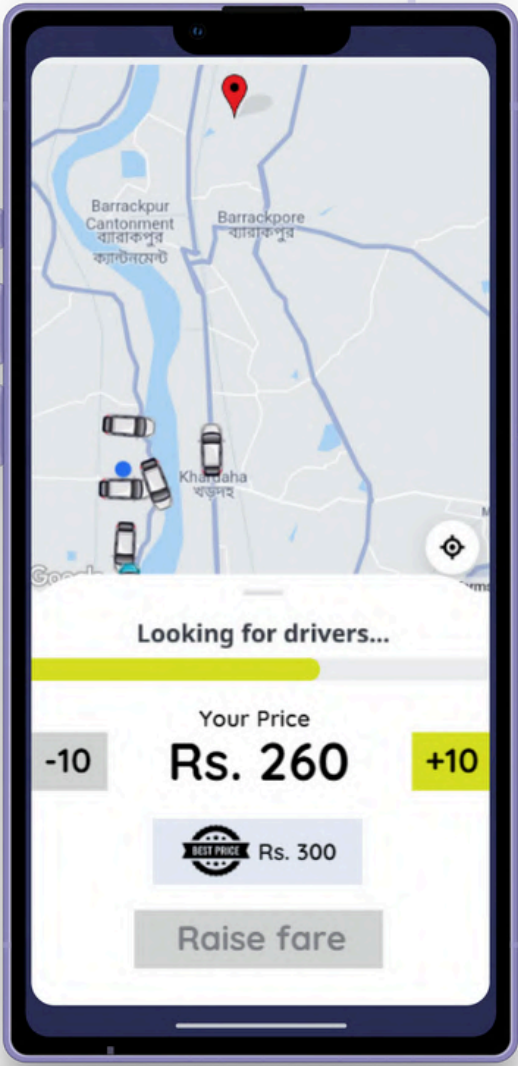 Barrackpur
Cantonment
ব্যারাকপুর
ক্যান্টনমেন্ট
Barrackpore
ব্যারাকপুর
Khardaha
খড়দহ
Google
Looking for drivers...
Your Price
-10
Rs. 260
+10
BEST PRICE
Rs. 300
Raise fare